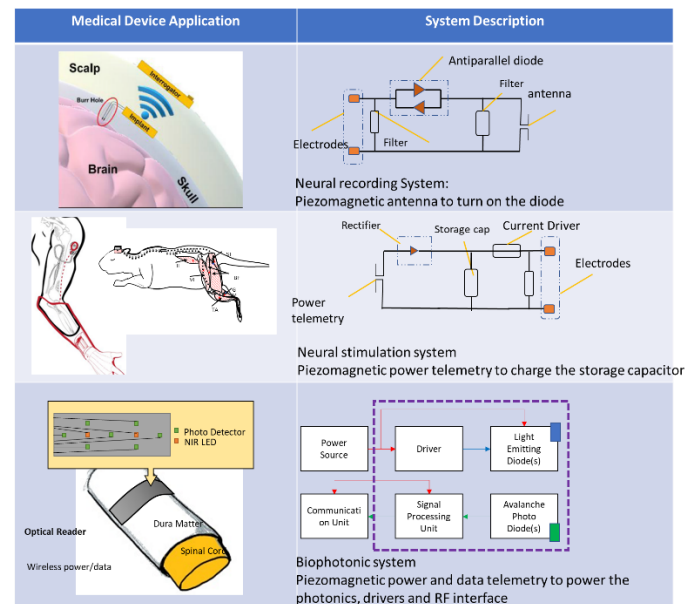 Medical Device Application
System Description
Scalp
Interrogator
Burr Hole
Implant
Brain
Skull
Antiparallel diode
Filter
antenna
Electrodes
Filter
Neural recording System:
Piezomagnetic antenna to turn on the diode
Rectifier
Storage cap
Current Driver
Electrodes
Power
telemetry
Neural stimulation system
Piezomagnetic power telemetry to charge the storage capacitor
Photo Detector
NIR LED
Optical Reader
Dura Matter
Spinal Cord
Wireless power/data
Power
Source
Driver
Light
Emitting
Diode(s)
Communicati
on Unit
Signal
Processing
Unit
Avalanche
Photo
Diode(s)
Biophotonic system
Piezomagnetic power and data telemetry to power the
photonics, drivers and RF interface